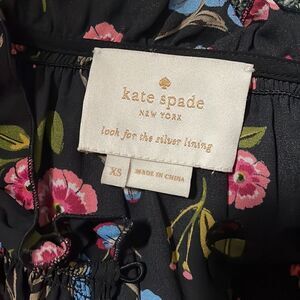 kate spade
NEW YORK
look for the silver lining
XS
MADE IN CHINA